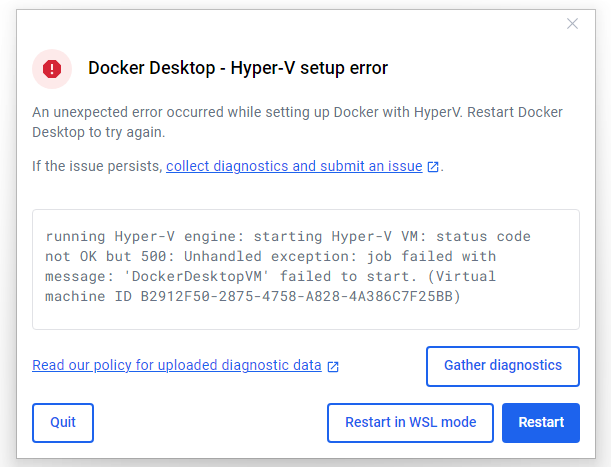 Docker Desktop - Hyper-V setup error
An unexpected error occurred while setting up Docker with HyperV. Restart Docker
Desktop to try again.
If the issue persists, collect diagnostics and submit an issue.
running Hyper-V engine: starting Hyper-V VM: status code
not OK but 500: Unhandled exception: job failed with
message: 'DockerDesktopVM' failed to start. (Virtual
machine ID B2912F50-2875-4758-A828-4A386C7F25BB)
Read our policy for uploaded diagnostic data
Gather diagnostics
Quit
Restart in WSL mode
Restart